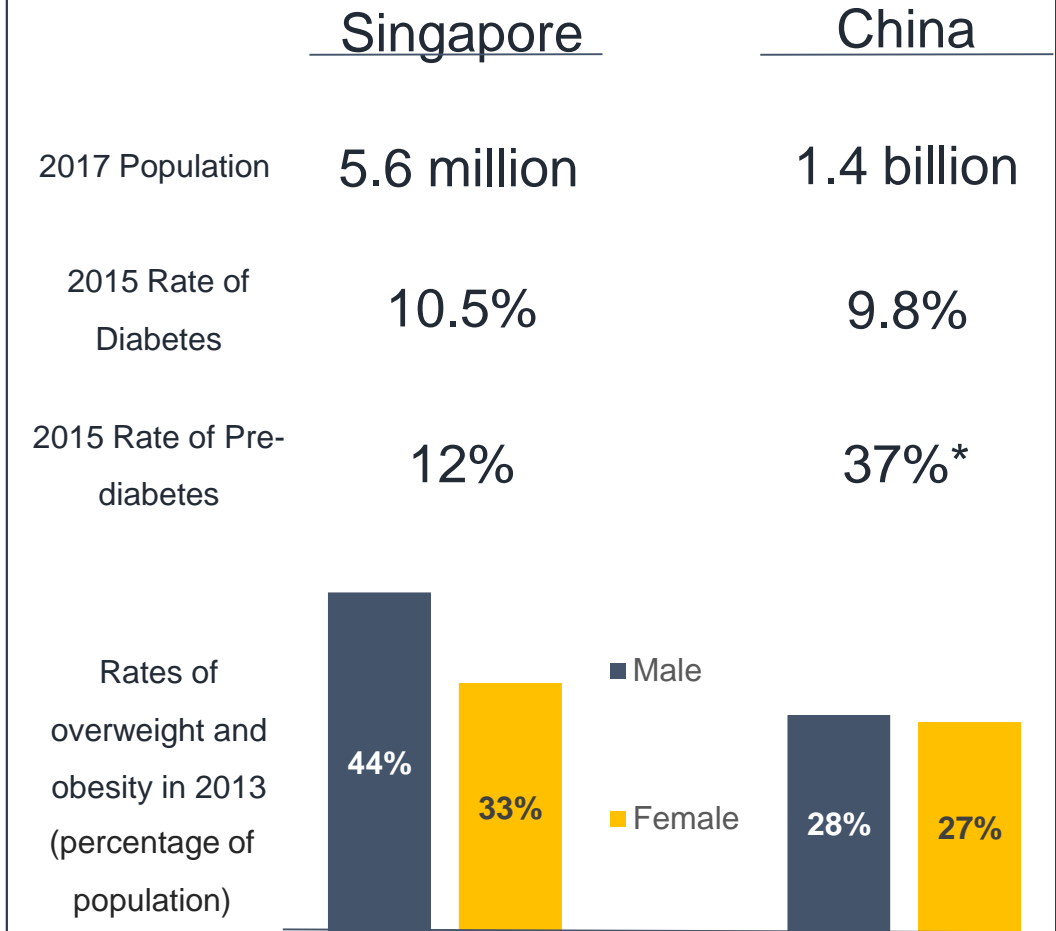 Singapore
China
2017 Population
5.6 million
1.4 billion
2015 Rate of
Diabetes
10.5%
9.8%
2015 Rate of Pre-
diabetes
12%
37%*
Rates of
overweight and
obesity in 2013
(percentage of
population)
44%
33%
Male
Female
28%
27%